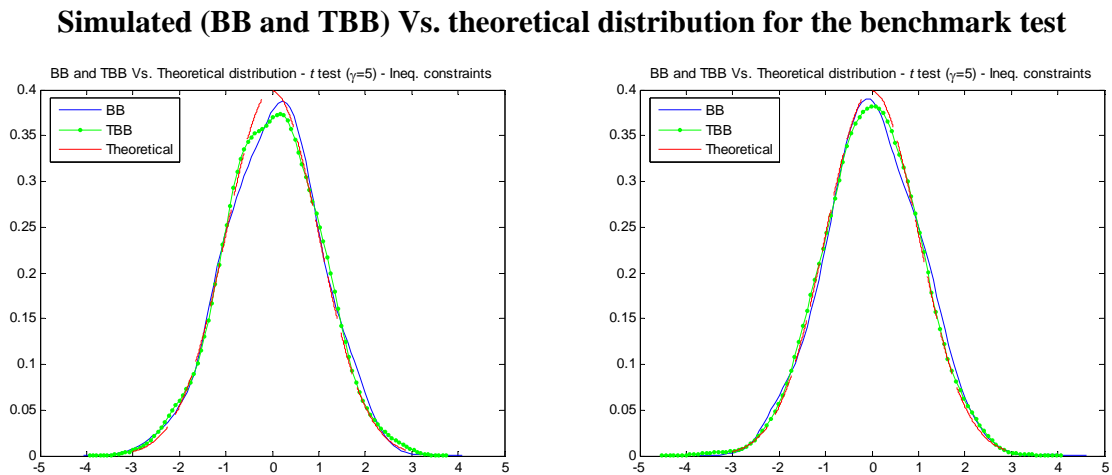 Simulated (BB and TBB) Vs. theoretical distribution for the benchmark test
BB and TBB Vs. Theoretical distribution - t test (γ=5) - Ineq. constraints
BB
TBB
Theoretical
0.4
0.35
0.3
0.25
0.2
0.15
0.1
0.05
0
-5 -4 -3 -2 -1 0 1 2 3 4 5
BB and TBB Vs. Theoretical distribution - t test (γ=5) - Ineq. constraints
BB
TBB
Theoretical
0.4
0.35
0.3
0.25
0.2
0.15
0.1
0.05
0
-5 -4 -3 -2 -1 0 1 2 3 4 5